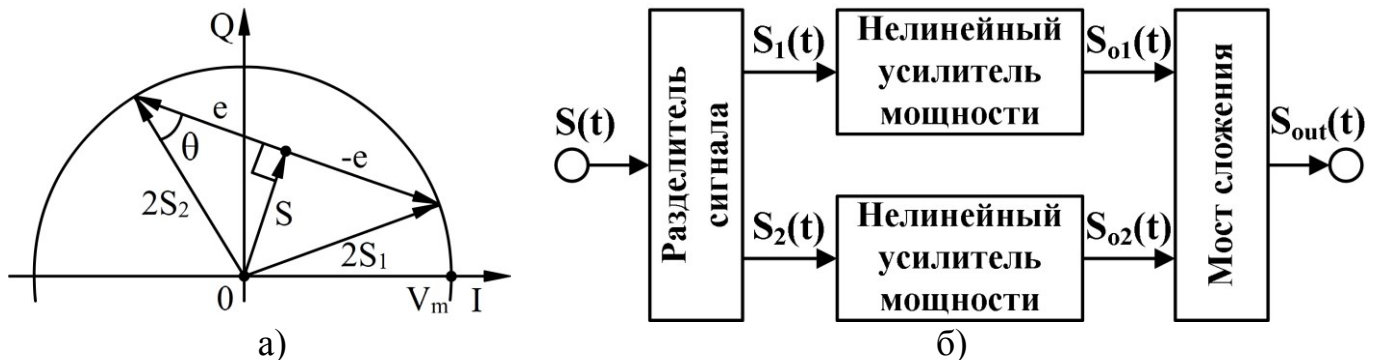 Q
e
θ
-e
2S₂
S
2S₁
0
Vₘ
I
а)
S(t)
Разделитель
сигнала
S₁(t)
Нелинейный
усилитель
мощности
Sₒ₁(t)
S₂(t)
Нелинейный
усилитель
мощности
Sₒ₂(t)
Мост сложения
Sₒᵤₜ(t)
б)